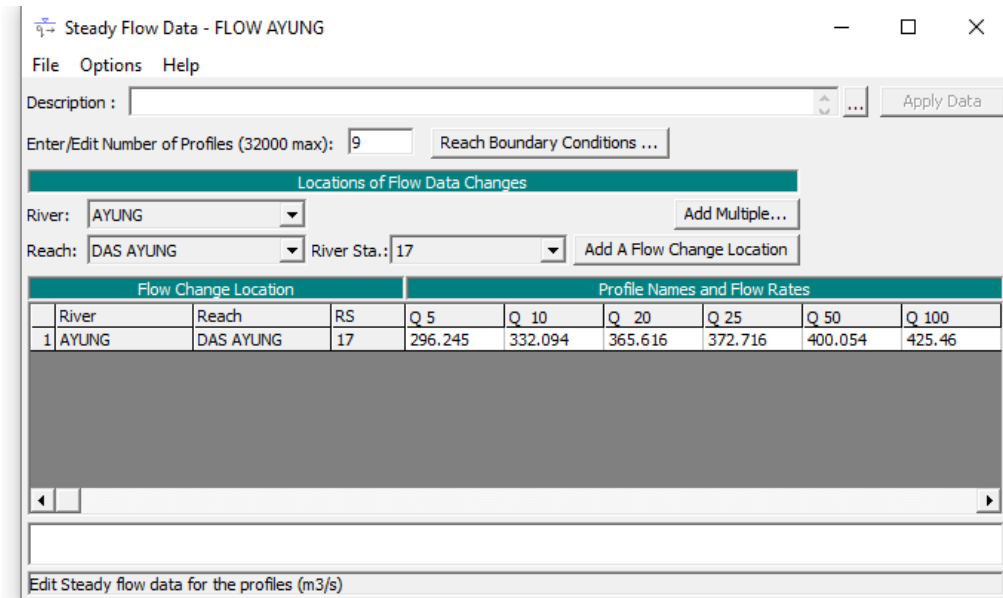 Steady Flow Data - FLOW AYUNG
File Options Help
Description : ... Apply Data
Enter/Edit Number of Profiles (32000 max): 9 Reach Boundary Conditions ...
Locations of Flow Data Changes
River: AYUNG Add Multiple...
Reach: DAS AYUNG River Sta.: 17 Add A Flow Change Location
Flow Change Location Profile Names and Flow Rates
River Reach RS Q 5 Q 10 Q 20 Q 25 Q 50 Q 100
1 AYUNG DAS AYUNG 17 296.245 332.094 365.616 372.716 400.054 425.46
Edit Steady flow data for the profiles (m3/s)